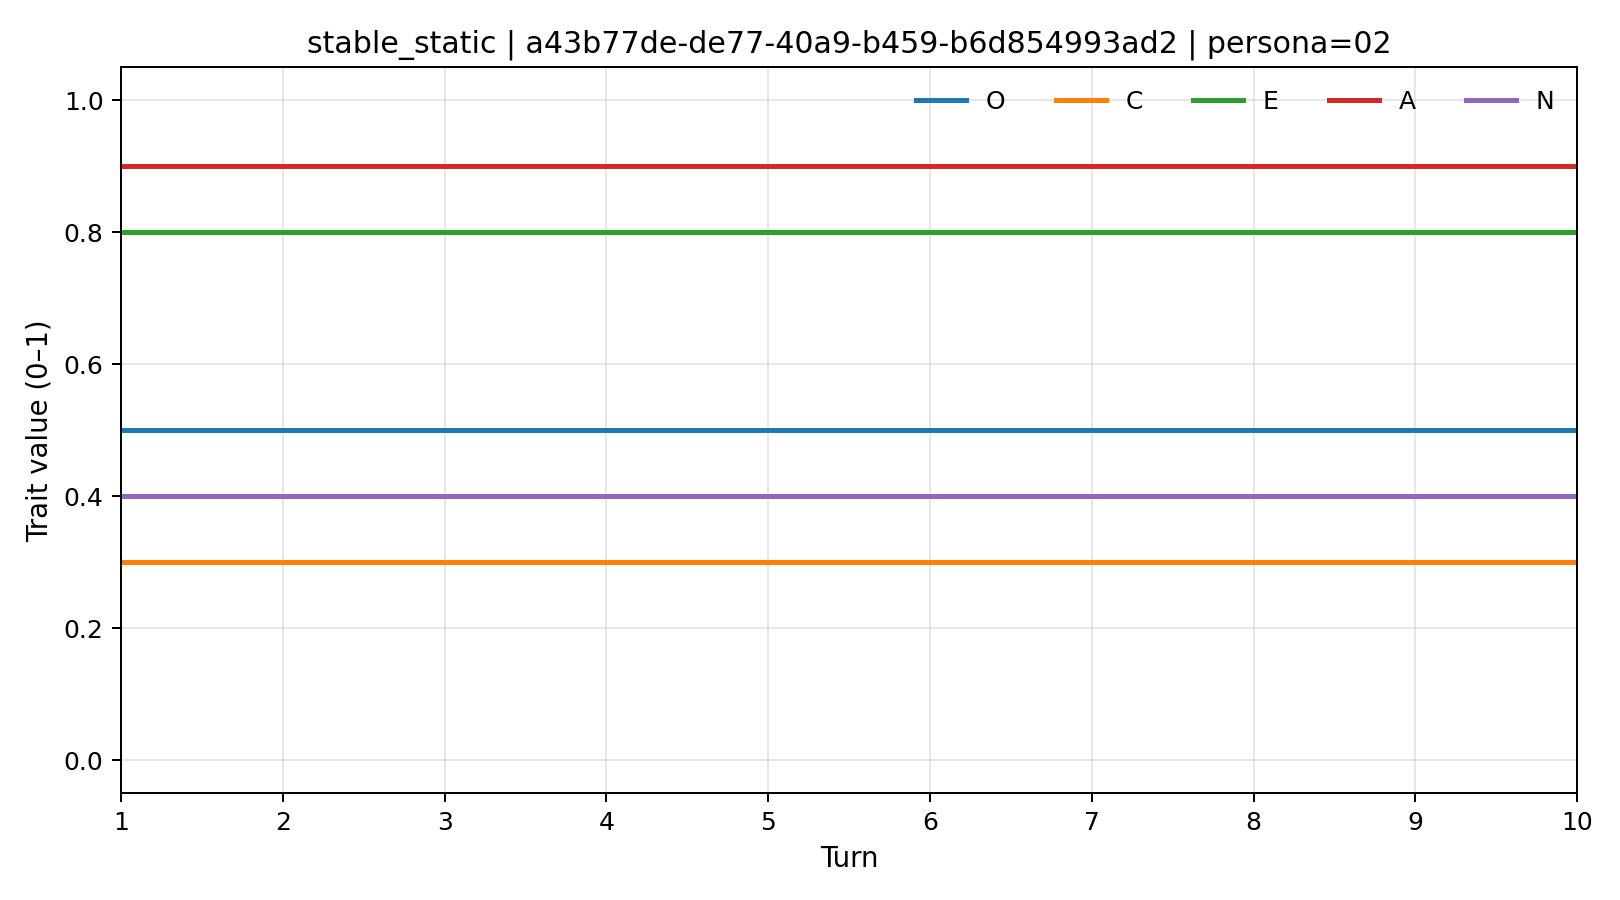 stable_static | a43b77de-de77-40a9-b459-b6d854993ad2 | persona=02
O C E A N
1.0
0.8
0.6
0.4
0.2
0.0
Trait value (0–1)
1 2 3 4 5 6 7 8 9 10
Turn